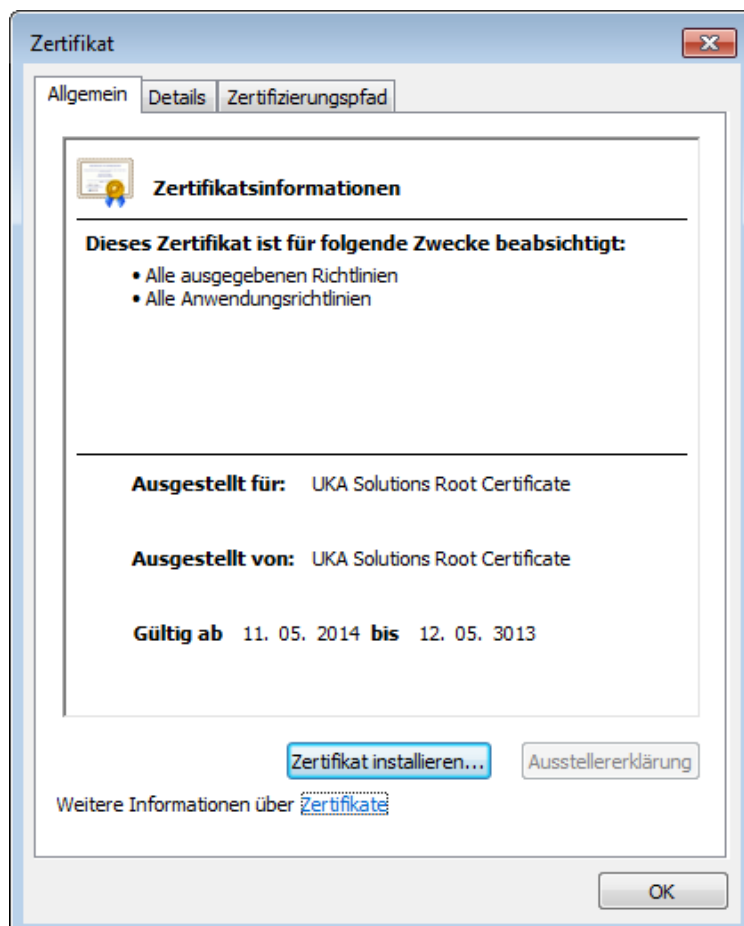 Zertifikat
Allgemein Details Zertifizierungspfad
Zertifikatsinformationen
Dieses Zertifikat ist für folgende Zwecke beabsichtigt:
• Alle ausgegebenen Richtlinien
• Alle Anwendungsrichtlinien
Ausgestellt für: UKA Solutions Root Certificate
Ausgestellt von: UKA Solutions Root Certificate
Gültig ab 11. 05. 2014 bis 12. 05. 3013
Zertifikat installieren... Ausstellererklärung
Weitere Informationen über Zertifikate
OK